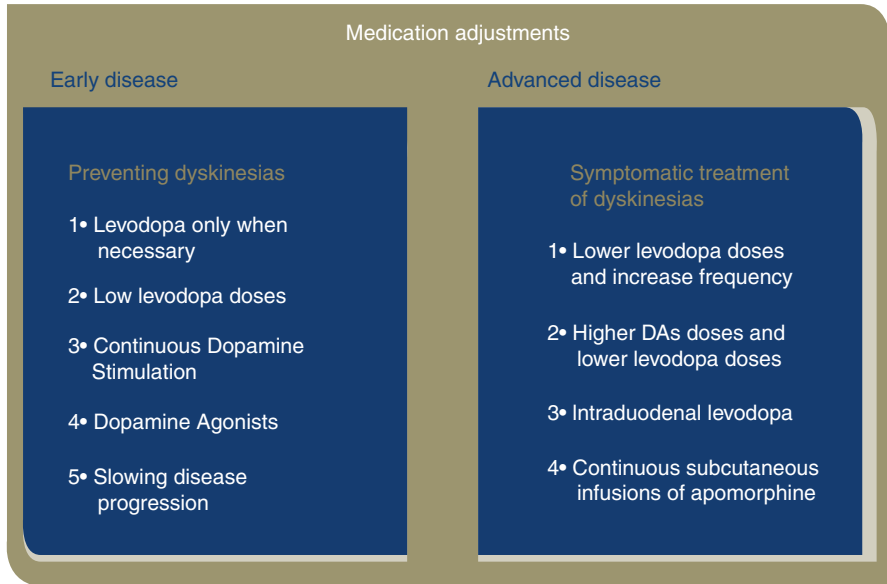 Medication adjustments
Early disease
Preventing dyskinesias
1• Levodopa only when
necessary
2• Low levodopa doses
3• Continuous Dopamine
Stimulation
4• Dopamine Agonists
5• Slowing disease
progression
Advanced disease
Symptomatic treatment
of dyskinesias
1• Lower levodopa doses
and increase frequency
2• Higher DAs doses and
lower levodopa doses
3• Intraduodenal levodopa
4• Continuous subcutaneous
infusions of apomorphine